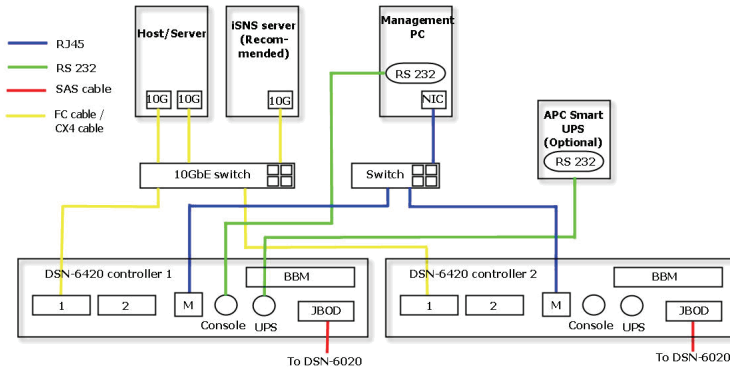 RJ45
RS 232
SAS cable
FC cable /
CX4 cable
Host/Server
10G
10G
iSNS server
(Recom-
mended)
10G
Management
PC
RS 232
NIC
APC Smart
UPS
(Optional)
RS 232
10GbE switch
Switch
DSN-6420 controller 1
BBM
1
2
M
Console
UPS
JBOD
To DSN-6020
DSN-6420 controller 2
BBM
1
2
M
Console
UPS
JBOD
To DSN-6020